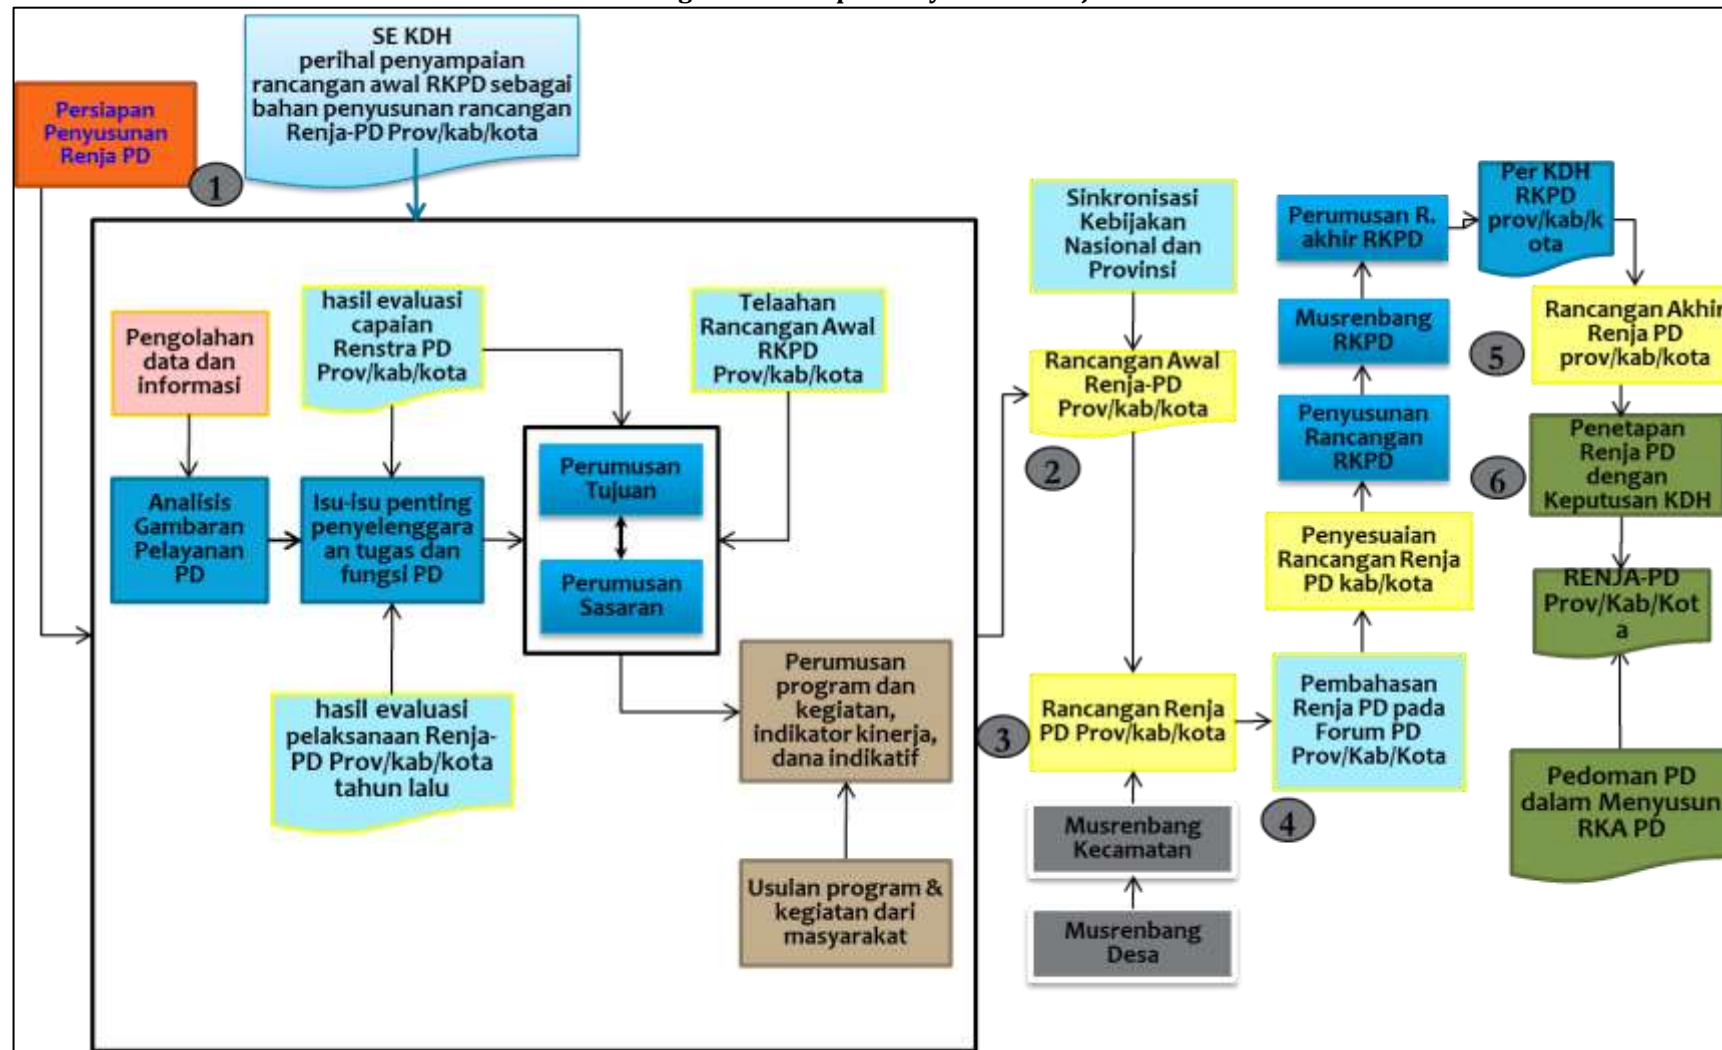 SE KDH
perihal penyampaian
rancangan awal RKPD sebagai
bahan penyusunan rancangan
Renja-PD Prov/kab/kota
Persiapan
Penyusunan
Renja PD
1
Pengolahan
data dan
informasi
hasil evaluasi
capaian
Renstra PD
Prov/kab/kota
Telaahan
Rancangan Awal
RKPD
Prov/kab/kota
Analisis
Gambaran
Pelayanan
PD
Isu-isu penting
penyelenggara
an tugas dan
fungsi PD
Perumusan
Tujuan
Perumusan
Sasaran
hasil evaluasi
pelaksanaan Renja-
PD Prov/kab/kota
tahun lalu
Perumusan
program dan
kegiatan,
indikator kinerja,
dana indikatif
Usulan program &
kegiatan dari
masyarakat
Sinkronisasi
Kebijakan
Nasional dan
Provinsi
Rancangan Awal
Renja-PD
Prov/kab/kota
2
3
Rancangan Renja
PD Prov/kab/kota
Musrenbang
Kecamatan
Musrenbang
Desa
Perumusan R.
akhir RKPD
Musrenbang
RKPD
Penyusunan
Rancangan
RKPD
Penyesuaian
Rancangan Renja
PD kab/kota
Pembahasan
Renja PD pada
Forum PD
Prov/Kab/Kota
4
Per KDH
RKPD
prov/kab/k
ota
5
Rancangan Akhir
Renja PD
prov/kab/kota
6
Penetapan
Renja PD
dengan
Keputusan KDH
RENJA-PD
Prov/Kab/Kot
a
Pedoman PD
dalam Menyusun
RKA PD